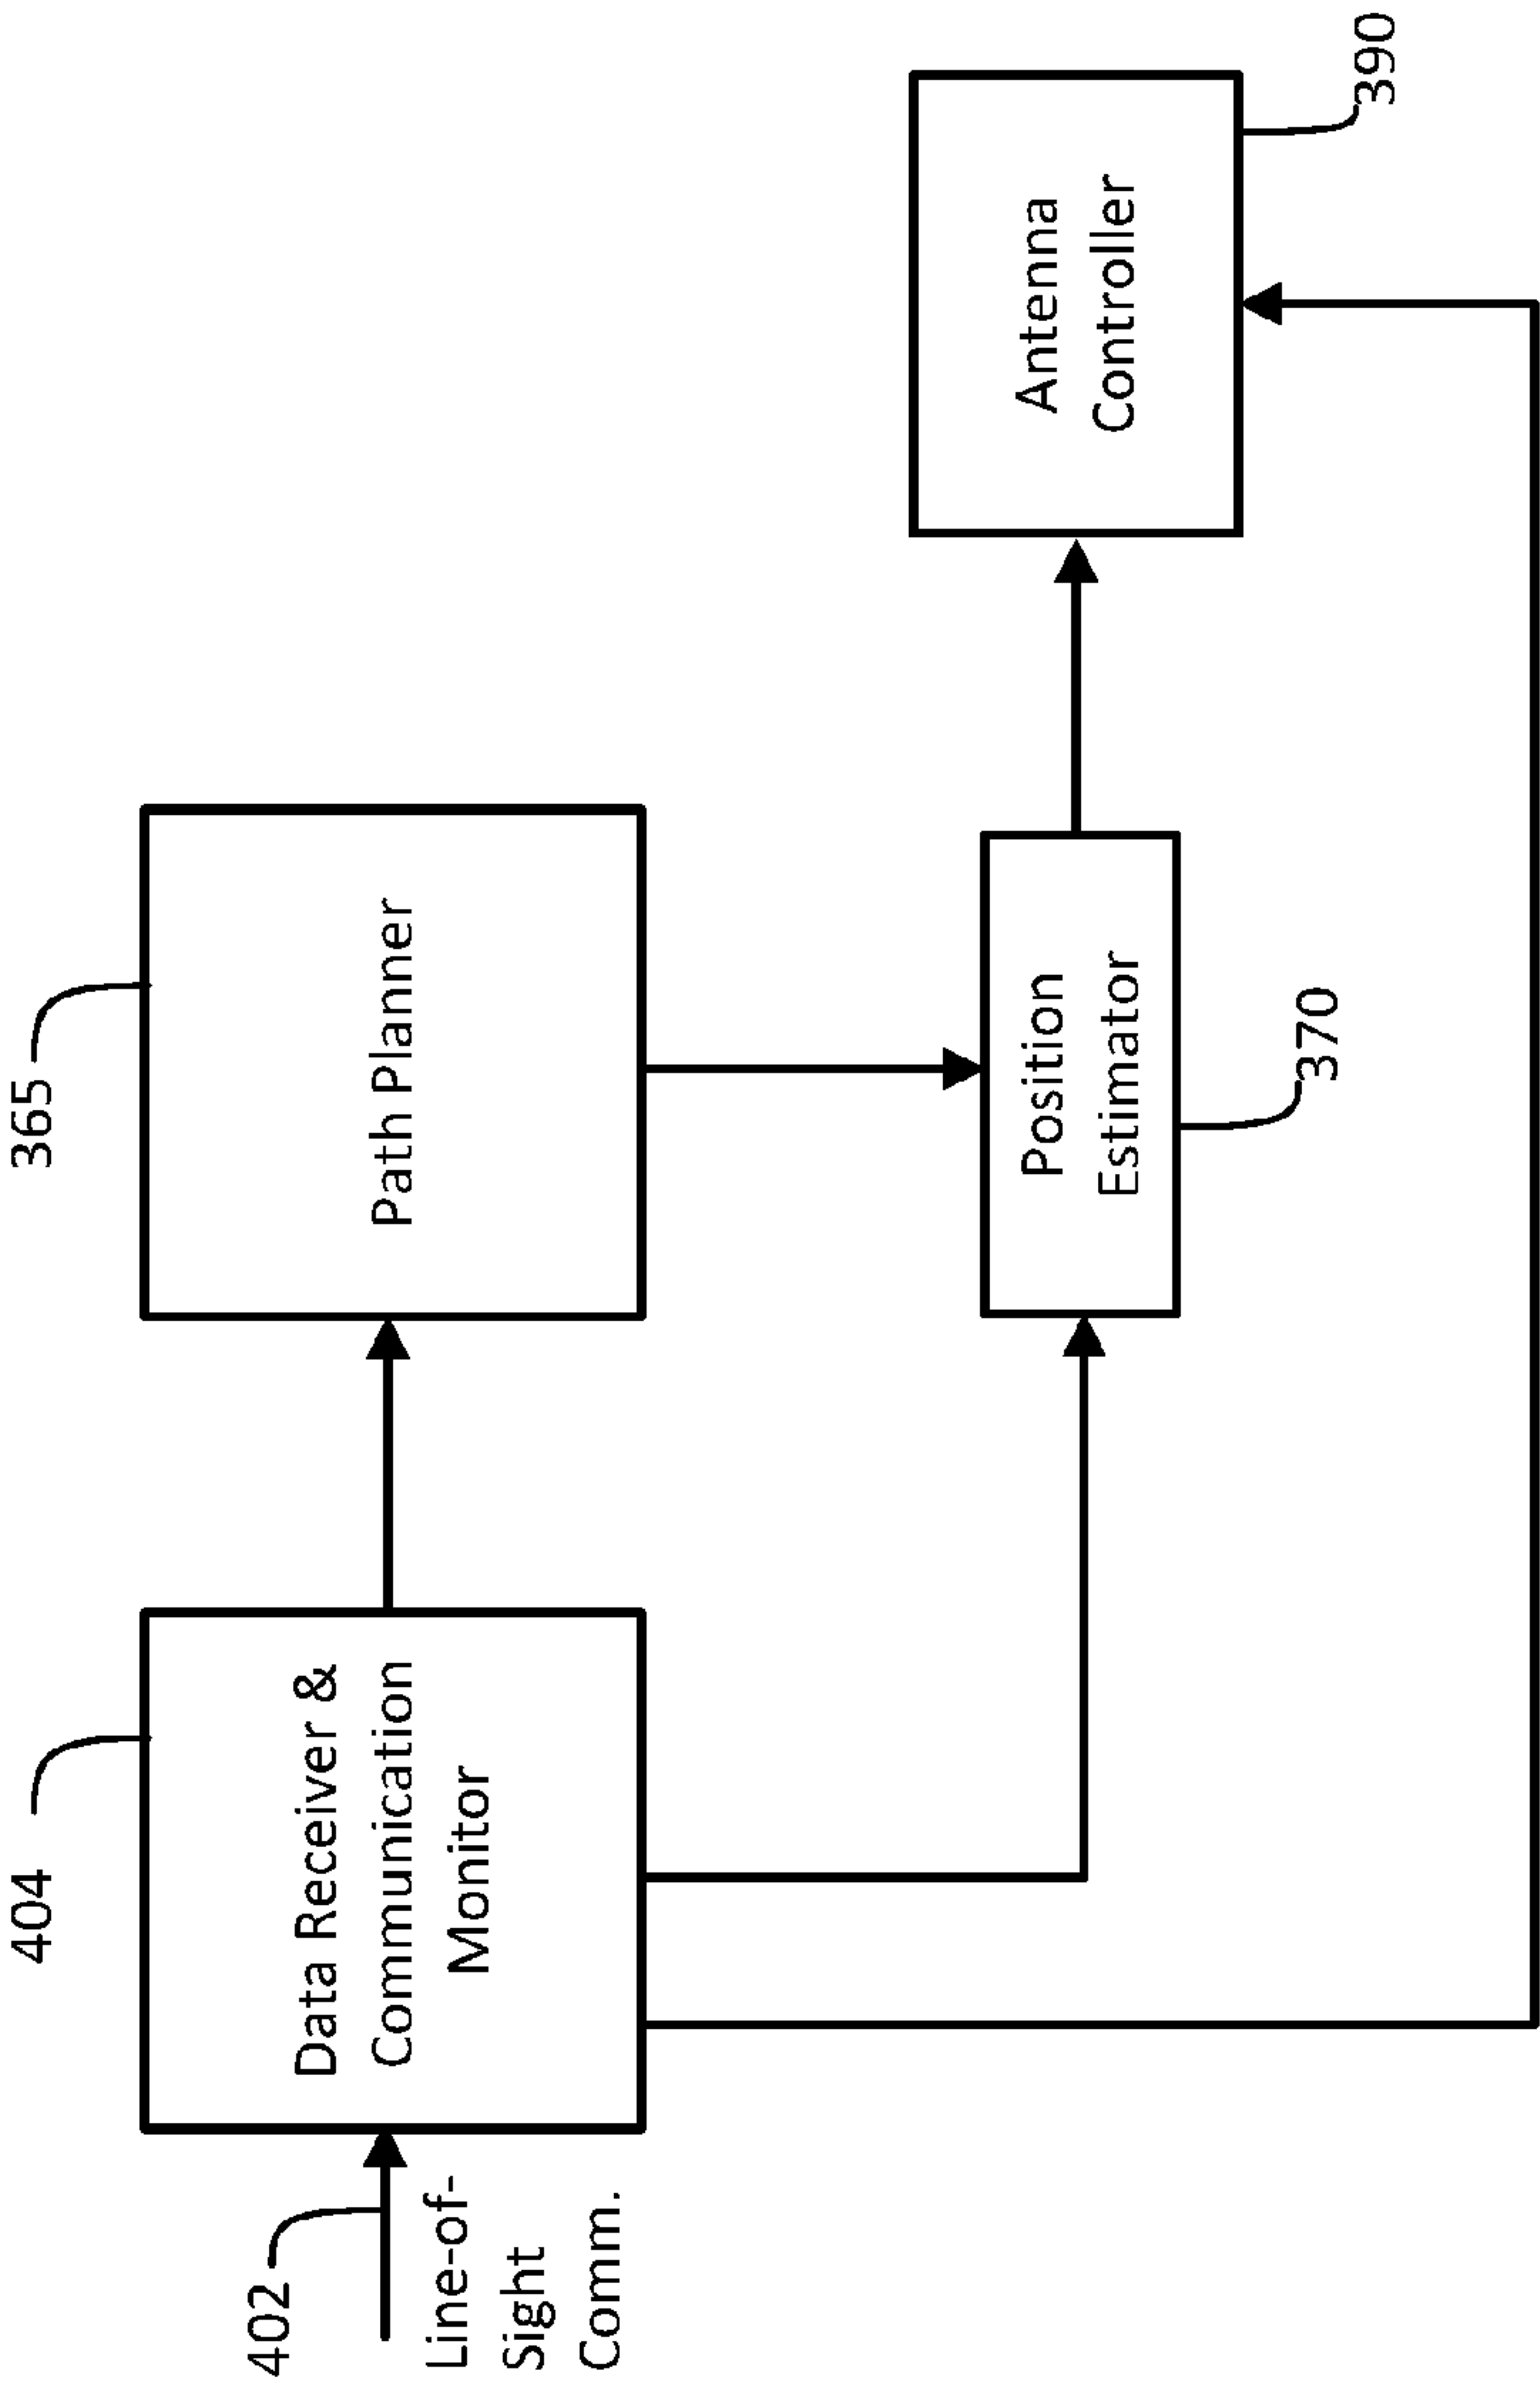 404
365
402
Line-of-
Sight
Comm.
Data Receiver &
Communication
Monitor
Path Planner
Position
Estimator
370
Antenna
Controller
390